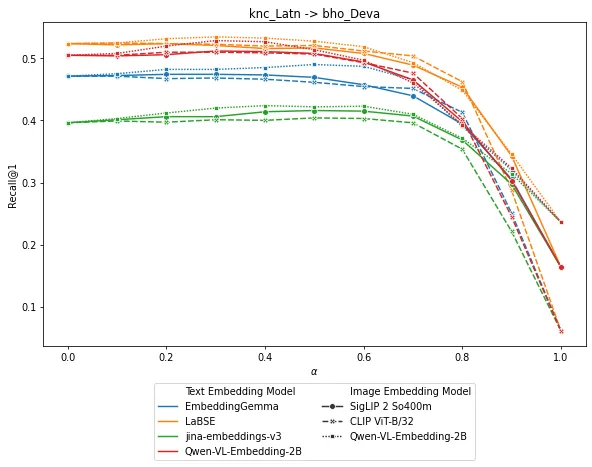 knc_Latn -> bho_Deva
Recall@1
0.5
0.4
0.3
0.2
0.1
0.0 0.2 0.4 0.6 0.8 1.0
α
Text Embedding Model Image Embedding Model
EmbeddingGemma SigLIP 2 So400m
LaBSE CLIP ViT-B/32
jina-embeddings-v3 Qwen-VL-Embedding-2B
Qwen-VL-Embedding-2B